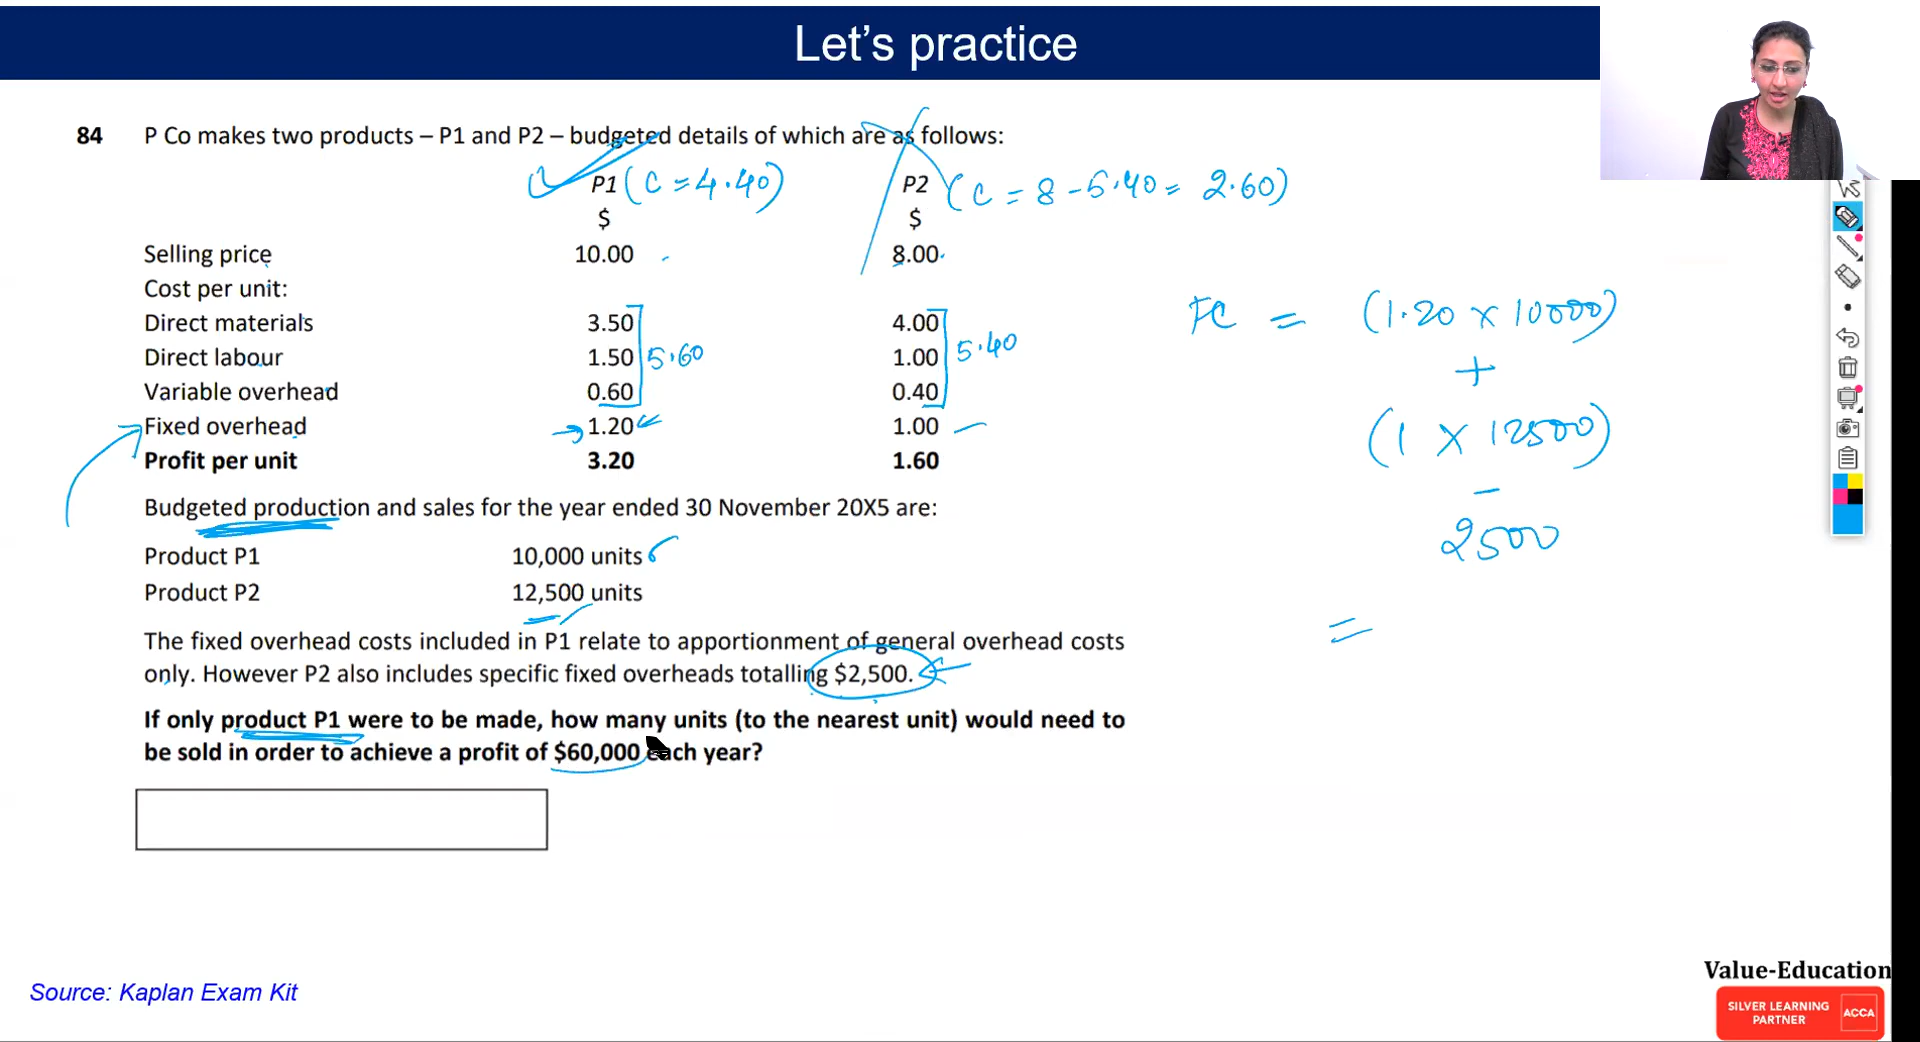 Let's practice
84 P Co makes two products – P1 and P2 – budgeted details of which are as follows:
P1 (C = 4.40) P2 (C = 8 - 5.40 = 2.60)
$ $
Selling price 10.00 8.00
Cost per unit:
Direct materials 3.50 4.00
Direct labour 1.50 5.60 1.00 5.40
Variable overhead 0.60 0.40
Fixed overhead 1.20 1.00
Profit per unit 3.20 1.60
Budgeted production and sales for the year ended 30 November 20X5 are:
Product P1 10,000 units
Product P2 12,500 units
The fixed overhead costs included in P1 relate to apportionment of general overhead costs
only. However P2 also includes specific fixed overheads totalling $2,500.
If only product P1 were to be made, how many units (to the nearest unit) would need to
be sold in order to achieve a profit of $60,000 each year?
FC = (1.20 x 10000)
+
(1 x 12500)
-
2500
=
Source: Kaplan Exam Kit
Value-Education
SILVER LEARNING
PARTNER
ACCA